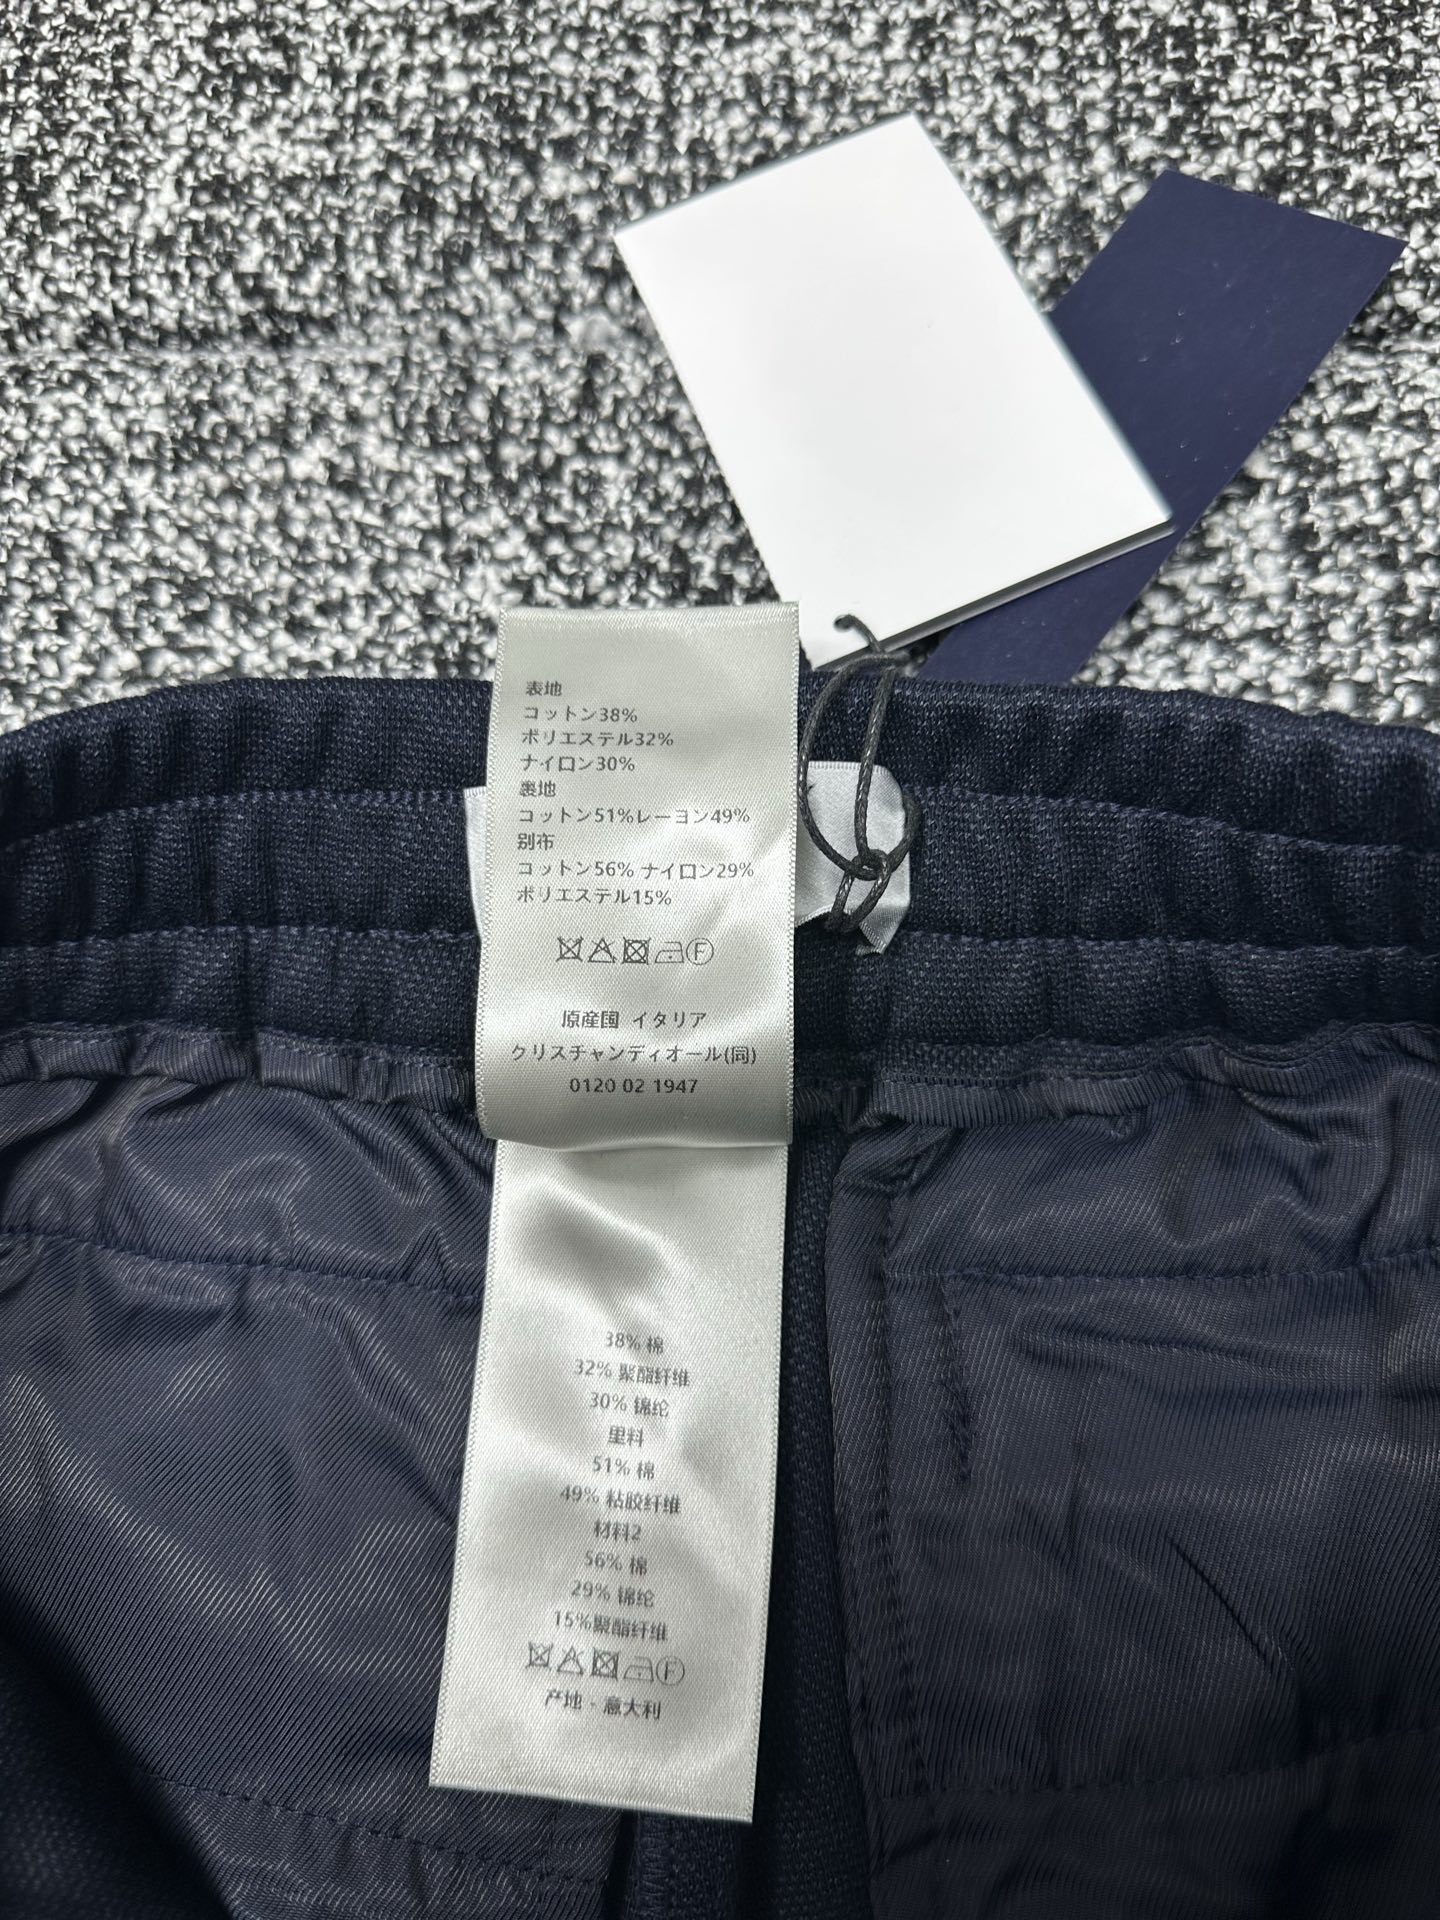 表地
コットン38%
ポリエステル32%
ナイロン30%
裏地
コットン51%レーヨン49%
別布
コットン56% ナイロン29%
ポリエステル15%
F
原産国 イタリア
クリスチャンディオール(同)
0120 02 1947
38% 棉
32% 聚酯纤维
30% 锦纶
里料
51% 棉
49% 粘胶纤维
材料2
56% 棉
29% 锦纶
15%聚酯纤维
F
产地 · 意大利